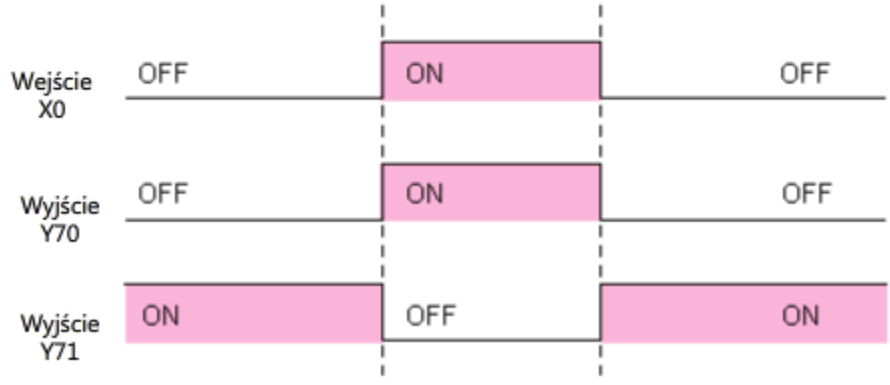 Wejście
X0
OFF
ON
OFF
Wyjście
Y70
OFF
ON
OFF
Wyjście
Y71
ON
OFF
ON